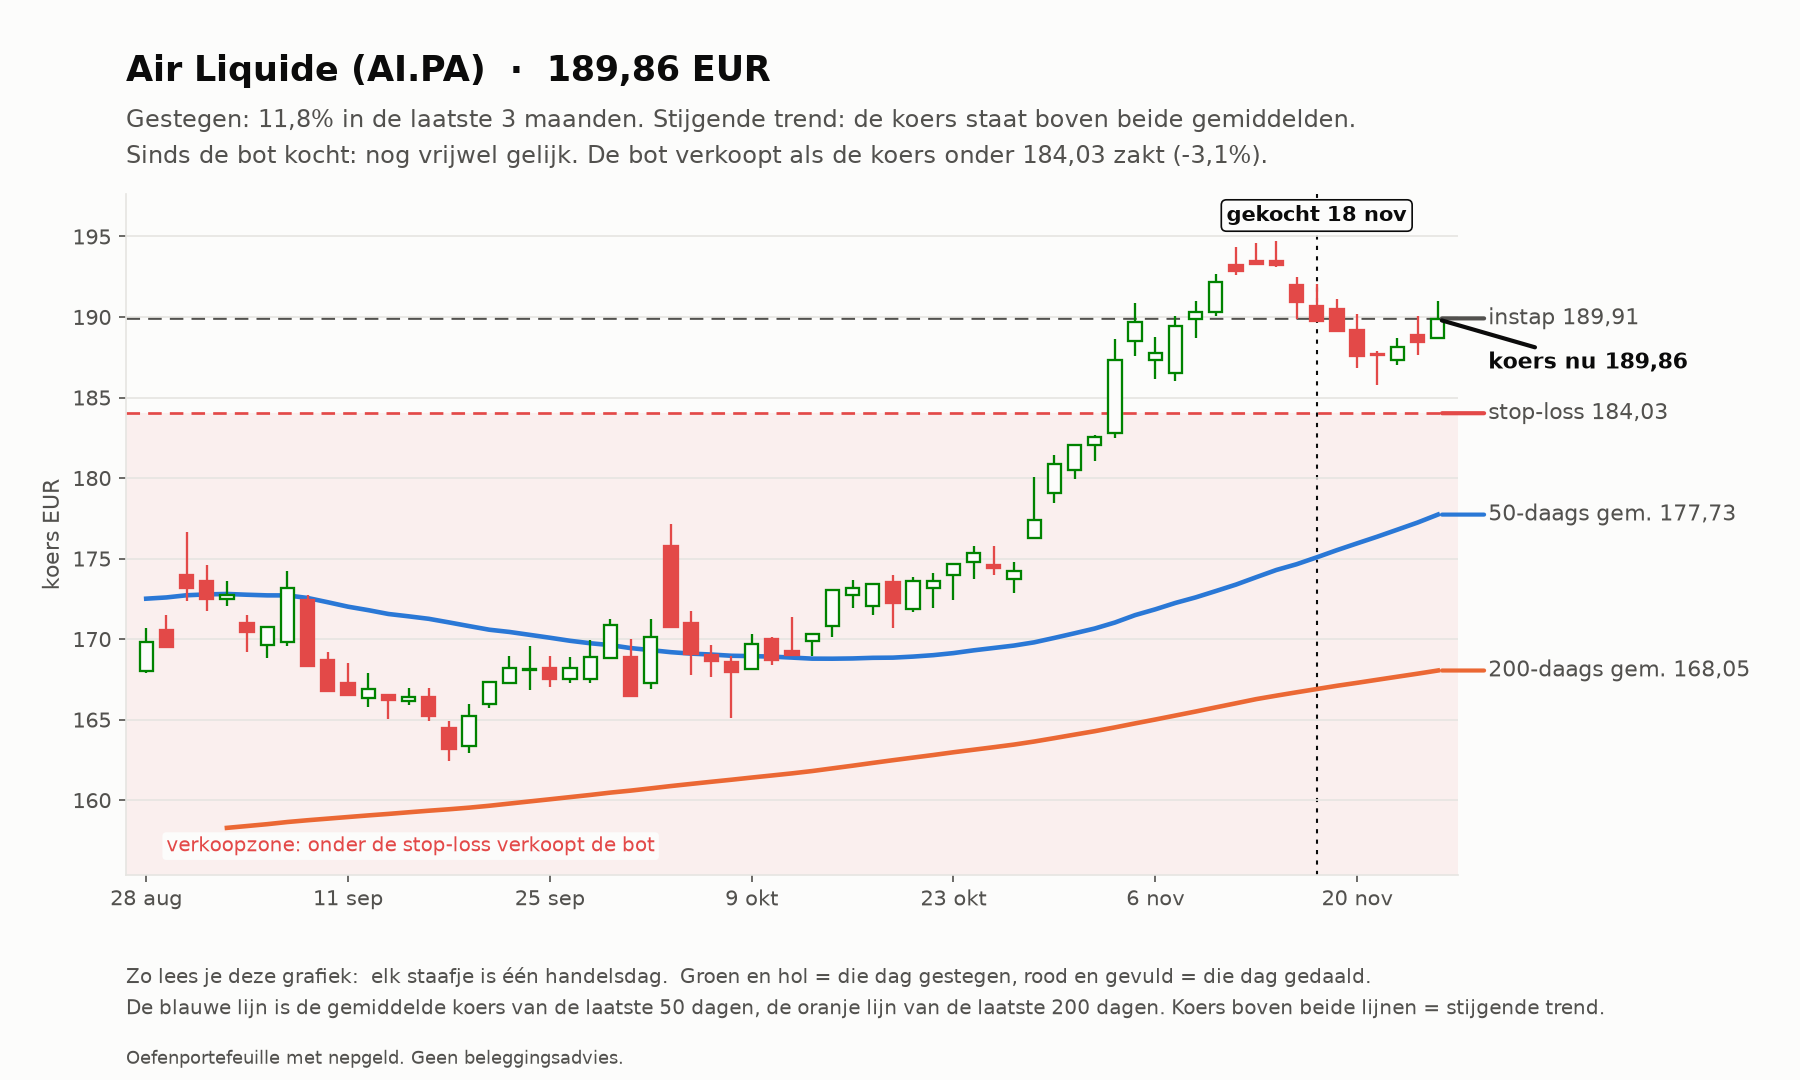 Air Liquide (AI.PA)  ·  189,86 EUR
Gestegen: 11,8% in de laatste 3 maanden. Stijgende trend: de koers staat boven beide gemiddelden.
Sinds de bot kocht: nog vrijwel gelijk. De bot verkoopt als de koers onder 184,03 zakt (-3,1%).
gekocht 18 nov
195
190
185
180
175
170
165
160
koers EUR
instap 189,91
koers nu 189,86
stop-loss 184,03
50-daags gem. 177,73
200-daags gem. 168,05
verkoopzone: onder de stop-loss verkoopt de bot
28 aug
11 sep
25 sep
9 okt
23 okt
6 nov
20 nov
Zo lees je deze grafiek:  elk staafje is één handelsdag.  Groen en hol = die dag gestegen, rood en gevuld = die dag gedaald.
De blauwe lijn is de gemiddelde koers van de laatste 50 dagen, de oranje lijn van de laatste 200 dagen. Koers boven beide lijnen = stijgende trend.
Oefenportefeuille met nepgeld. Geen beleggingsadvies.